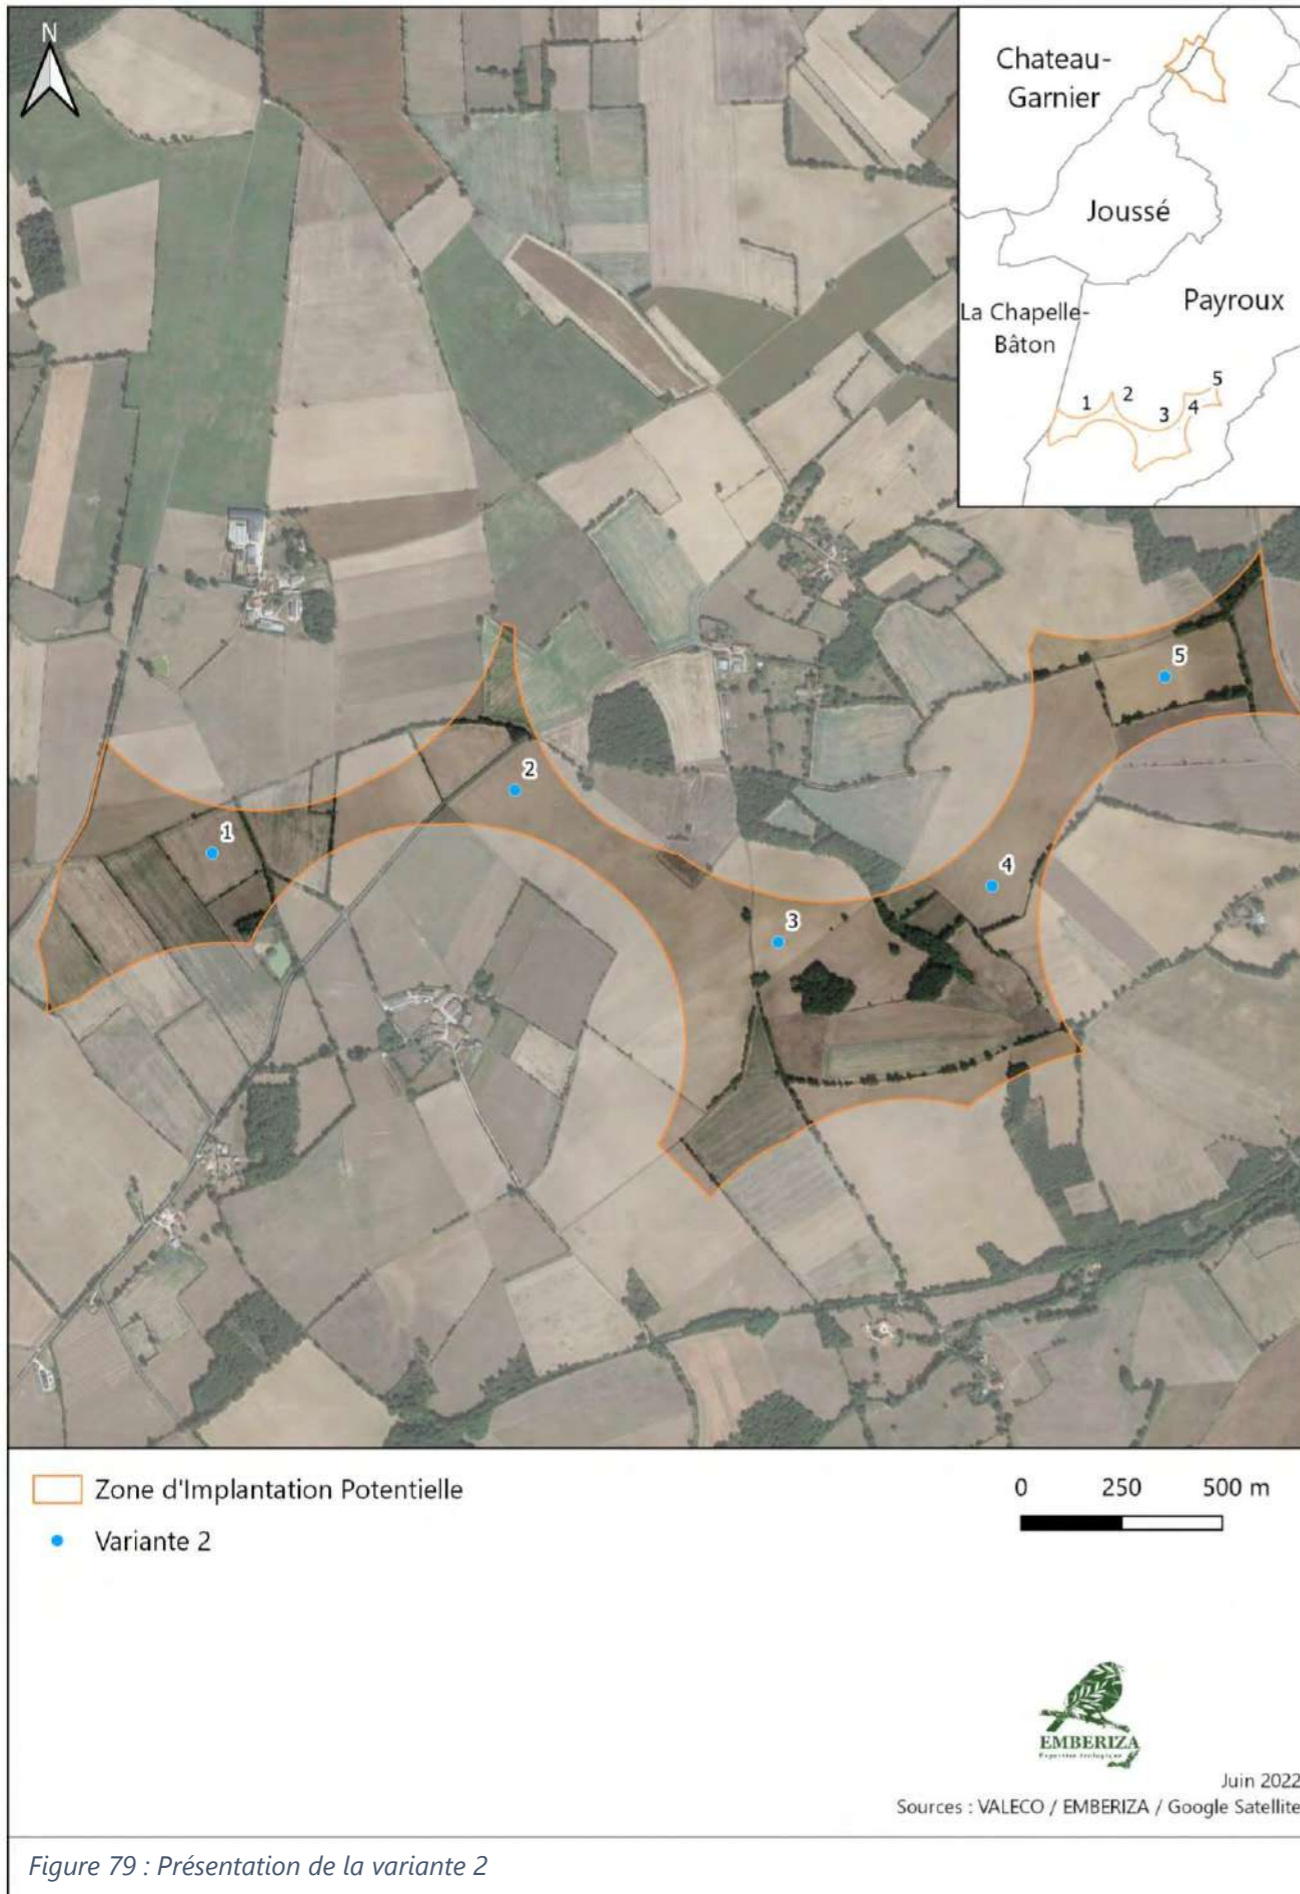 N
Chateau-
Garnier
Joussé
Payroux
La Chapelle-
Bâton
1
2
3
4
5
5
2
1
4
3
Zone d'Implantation Potentielle
Variante 2
0 250 500 m
EMBERIZA
Expertise écologique
Juin 2022
Sources : VALECO / EMBERIZA / Google Satellite
Figure 79 : Présentation de la variante 2